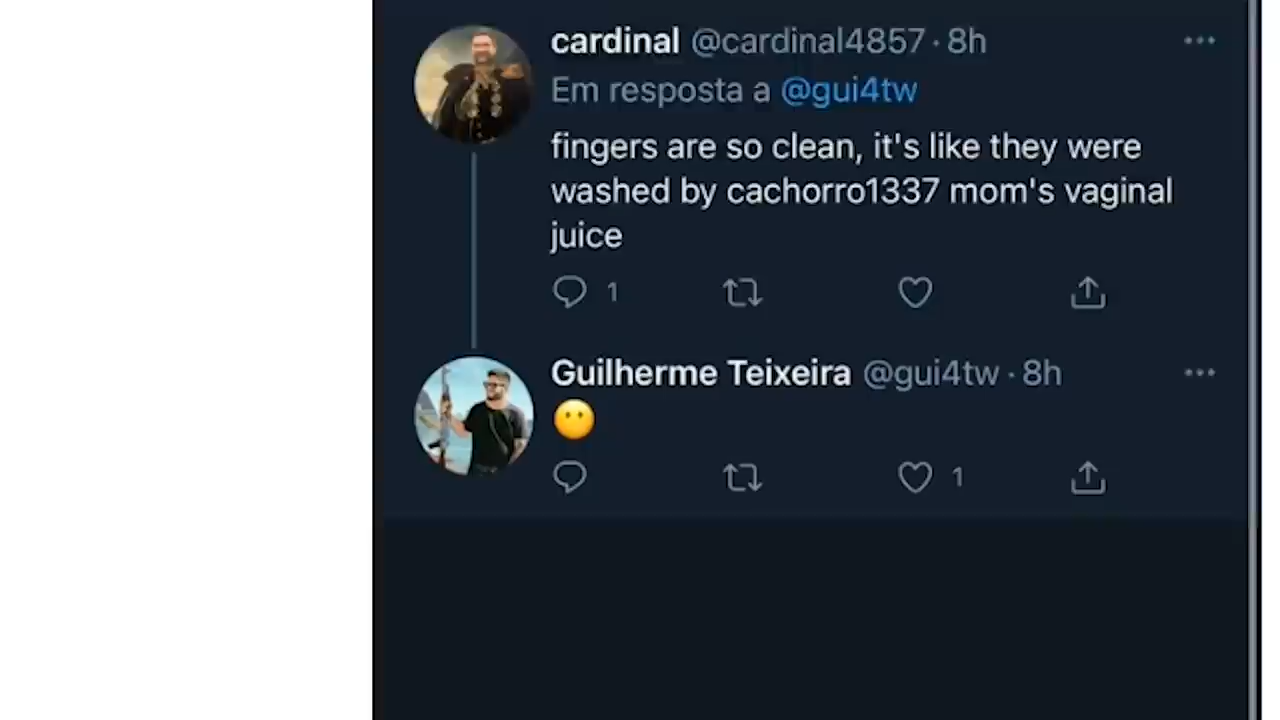 cardinal @cardinal4857 · 8h
Em resposta a @gui4tw
fingers are so clean, it's like they were
washed by cachorro1337 mom's vaginal
juice
1
Guilherme Teixeira @gui4tw · 8h
😶
1